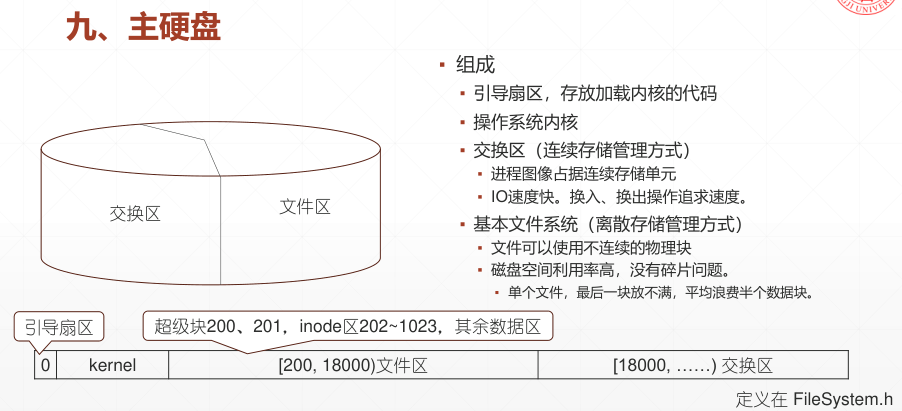 九、主硬盘
▪ 组成
▪ 引导扇区，存放加载内核的代码
▪ 操作系统内核
▪ 交换区（连续存储管理方式）
▪ 进程图像占据连续存储单元
▪ IO速度快。换入、换出操作追求速度。
▪ 基本文件系统（离散存储管理方式）
▪ 文件可以使用不连续的物理块
▪ 磁盘空间利用率高，没有碎片问题。
▪ 单个文件，最后一块放不满，平均浪费半个数据块。
交换区
文件区
引导扇区
超级块200、201，inode区202~1023，其余数据区
0
kernel
[200, 18000)文件区
[18000, ……) 交换区
定义在 FileSystem.h